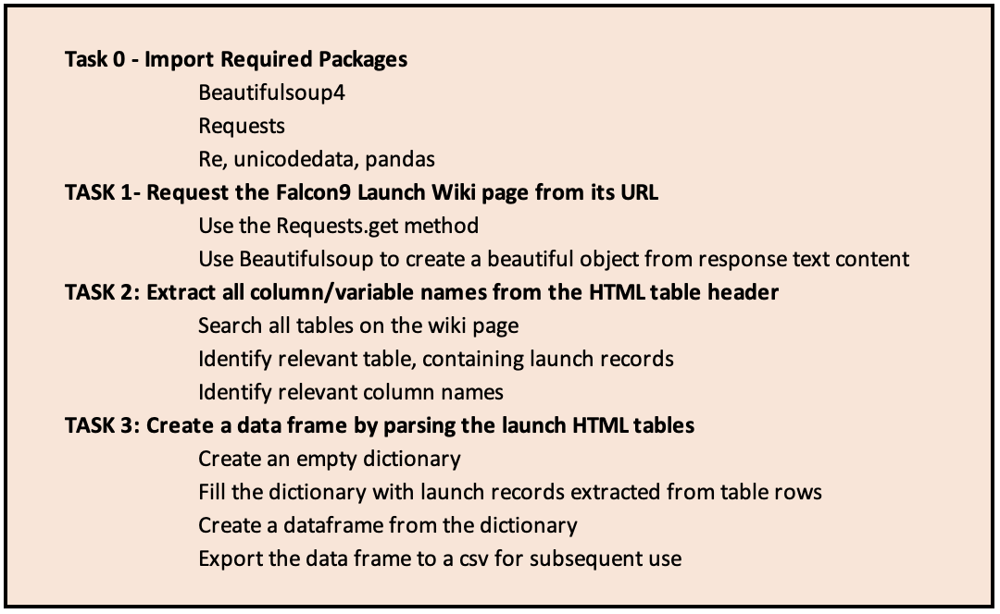 Task 0 - Import Required Packages
Beautifulsoup4
Requests
Re, unicodedata, pandas
TASK 1- Request the Falcon9 Launch Wiki page from its URL
Use the Requests.get method
Use Beautifulsoup to create a beautiful object from response text content
TASK 2: Extract all column/variable names from the HTML table header
Search all tables on the wiki page
Identify relevant table, containing launch records
Identify relevant column names
TASK 3: Create a data frame by parsing the launch HTML tables
Create an empty dictionary
Fill the dictionary with launch records extracted from table rows
Create a dataframe from the dictionary
Export the data frame to a csv for subsequent use